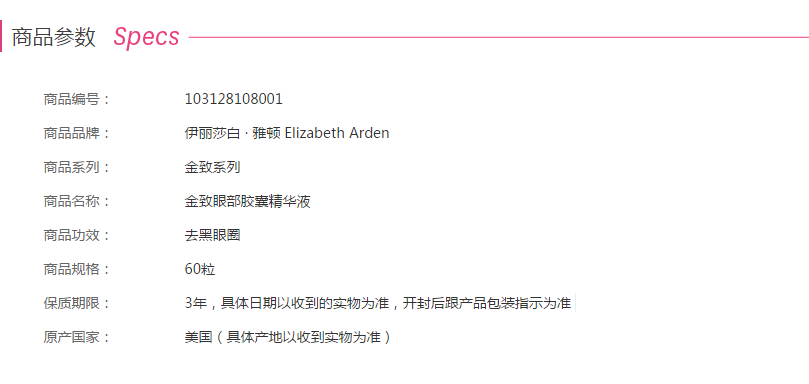 商品参数 Specs
商品编号： 103128108001
商品品牌： 伊丽莎白 · 雅顿 Elizabeth Arden
商品系列： 金致系列
商品名称： 金致眼部胶囊精华液
商品功效： 去黑眼圈
商品规格： 60粒
保质期限： 3年，具体日期以收到的实物为准，开封后跟产品包装指示为准
原产国家： 美国（具体产地以收到实物为准）